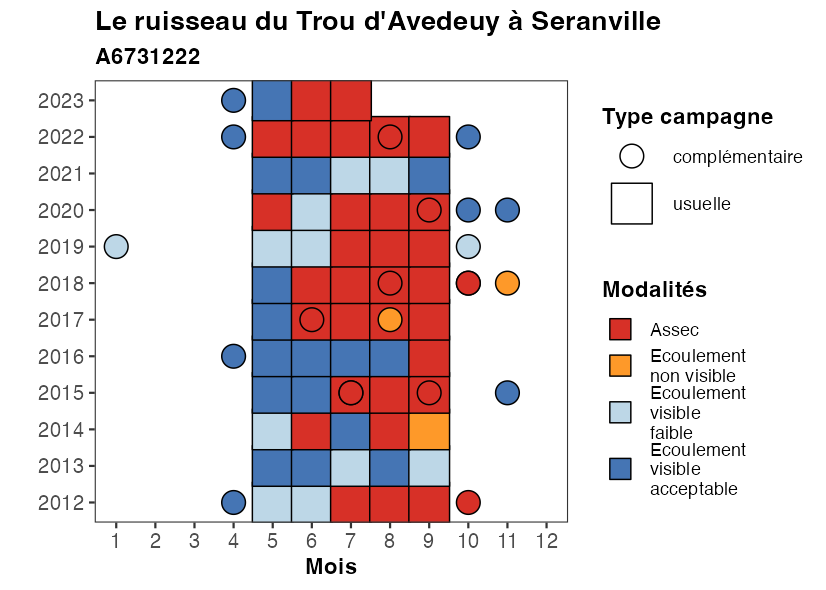 Le ruisseau du Trou d'Avedeuy à Seranville
A6731222
2023
2022
2021
2020
2019
2018
2017
2016
2015
2014
2013
2012
1 2 3 4 5 6 7 8 9 10 11 12
Mois
Type campagne
complémentaire
usuelle
Modalités
Assec
Ecoulement
non visible
Ecoulement
visible
faible
Ecoulement
visible
acceptable